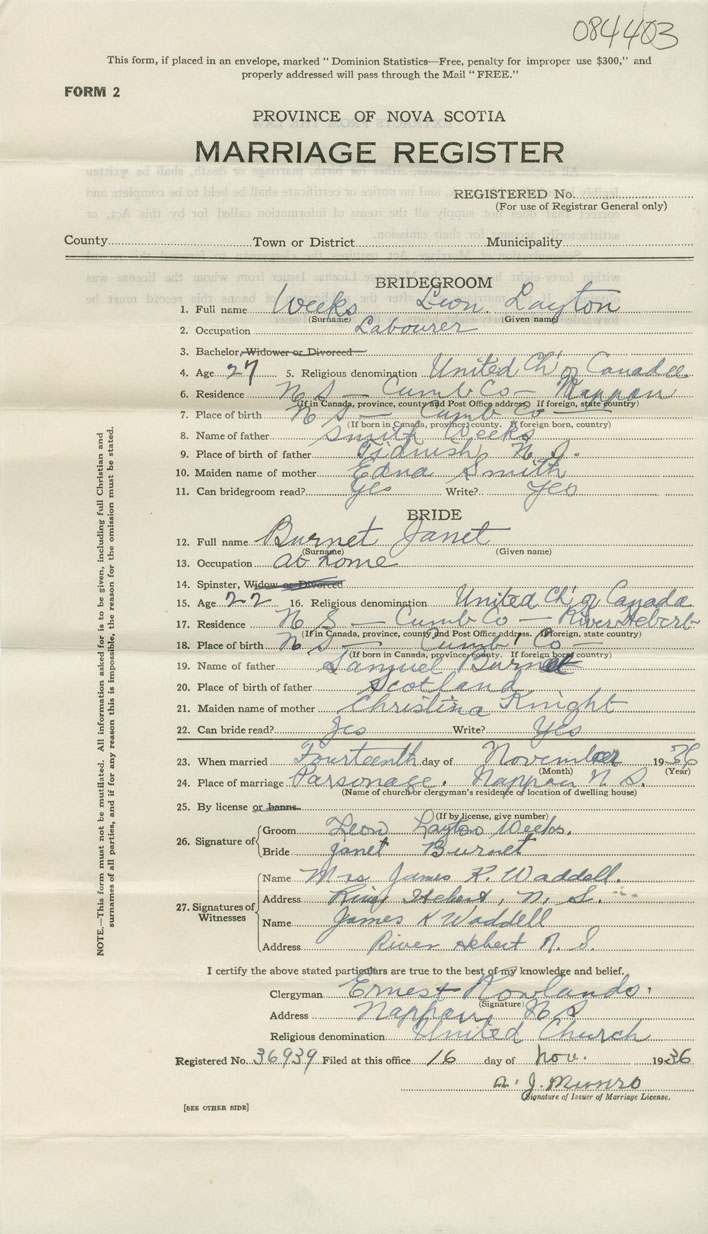 084403
This form, if placed in an envelope, marked "Dominion Statistics—Free, penalty for improper use $300," and
properly addressed will pass through the Mail "FREE."
FORM 2
PROVINCE OF NOVA SCOTIA
MARRIAGE REGISTER
REGISTERED No.
(For use of Registrar General only)
County Town or District Municipality
BRIDEGROOM
1. Full name Weeks Leon Layton
(Surname) (Given name)
2. Occupation Labourer
3. Bachelor, Widower or Divorced
4. Age 27 5. Religious denomination United Ch of Canada
6. Residence N S — Cumb Co — Nappan
(If in Canada, province, county and Post Office address. If foreign, state country)
7. Place of birth N S — Cumb Co —
(If born in Canada, province, county. If foreign born, country)
8. Name of father Smith Weeks
9. Place of birth of father Tidnish N.S.
10. Maiden name of mother Edna Smith
11. Can bridegroom read? Yes Write? Yes
BRIDE
12. Full name Burnet Janet
(Surname) (Given name)
13. Occupation at home
14. Spinster, Widow or Divorced
15. Age 22 16. Religious denomination United Ch of Canada
17. Residence N S — Cumb Co — River Hebert
(If in Canada, province, county and Post Office address. If foreign, state country)
18. Place of birth N S — Cumb Co —
(If born in Canada, province, county. If foreign born country)
19. Name of father Samuel Burnet
20. Place of birth of father Scotland
21. Maiden name of mother Christina Knight
22. Can bride read? Yes Write? Yes
23. When married Fourteenth day of November 1936
(Month) (Year)
24. Place of marriage Parsonage. Nappan N.S.
(Name of church or clergyman's residence or location of dwelling house)
25. By license or banns
(If by license, give number)
26. Signature of
Groom Leon Layton Weeks.
Bride Janet Burnet
27. Signatures of Witnesses
Name Mrs James K. Waddell.
Address River Hebert, N. S.
Name James K Waddell
Address River Hebert N. S.
I certify the above stated particulars are true to the best of my knowledge and belief.
Clergyman Ernest Rowlands.
(Signature)
Address Nappan, N S
Religious denomination United Church
Registered No. 36939 Filed at this office 16 day of Nov. 1936
A. J. Munro
Signature of Issuer of Marriage License.
[SEE OTHER SIDE]
NOTE.—This form must not be mutilated. All information asked for is to be given, including full Christian and
surnames of all parties, and if for any reason this is impossible, the reason for the omission must be stated.